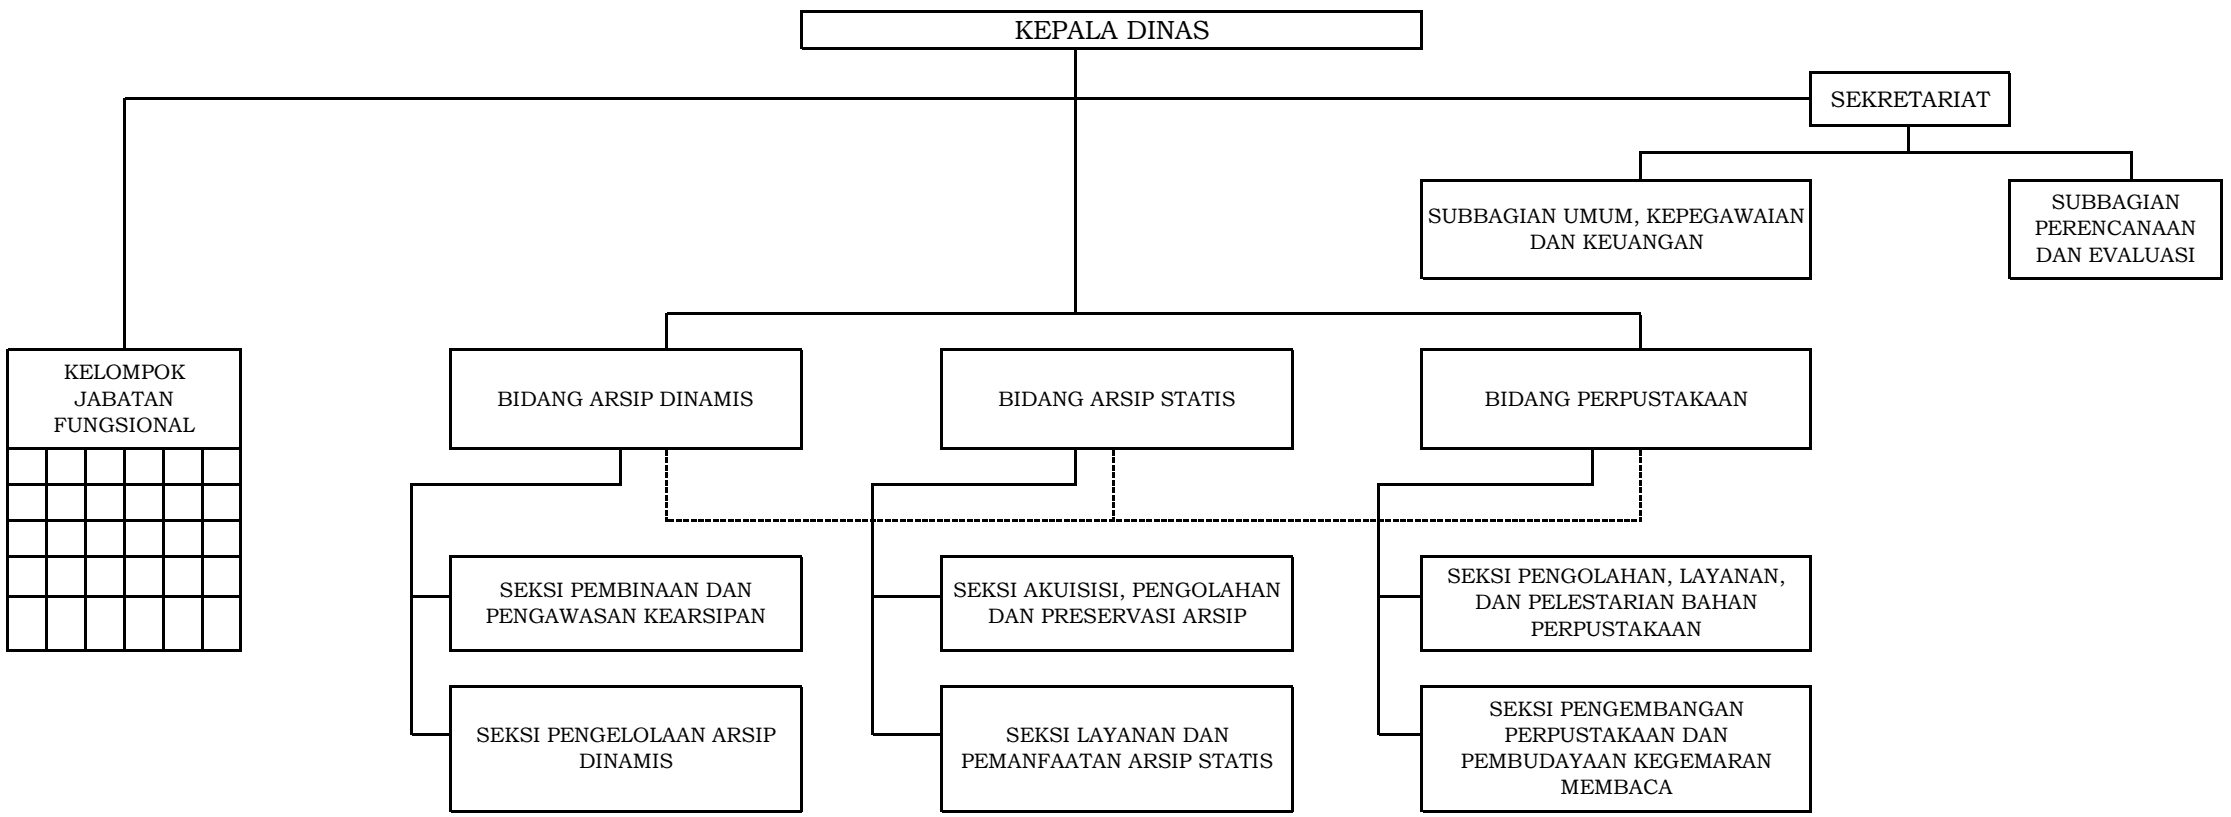 KEPALA DINAS
SEKRETARIAT
SUBBAGIAN UMUM, KEPEGAWAIAN
DAN KEUANGAN
SUBBAGIAN
PERENCANAAN
DAN EVALUASI
KELOMPOK
JABATAN
FUNGSIONAL
BIDANG ARSIP DINAMIS
BIDANG ARSIP STATIS
BIDANG PERPUSTAKAAN
SEKSI PEMBINAAN DAN
PENGAWASAN KEARSIPAN
SEKSI AKUISISI, PENGOLAHAN
DAN PRESERVASI ARSIP
SEKSI PENGOLAHAN, LAYANAN,
DAN PELESTARIAN BAHAN
PERPUSTAKAAN
SEKSI PENGELOLAAN ARSIP
DINAMIS
SEKSI LAYANAN DAN
PEMANFAATAN ARSIP STATIS
SEKSI PENGEMBANGAN
PERPUSTAKAAN DAN
PEMBUDAYAAN KEGEMARAN
MEMBACA